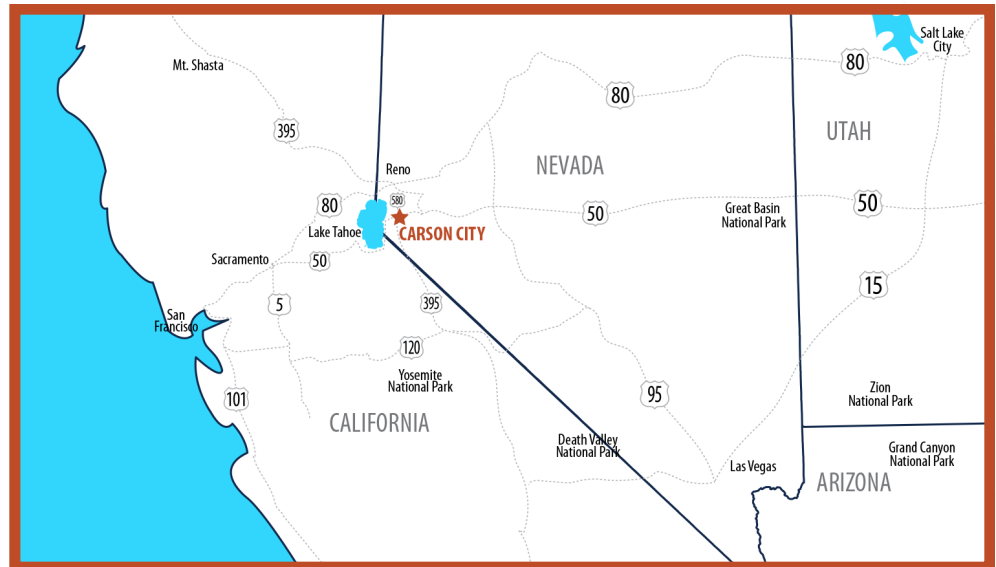 Salt Lake
City
Mt. Shasta
80
80
395
UTAH
NEVADA
Reno
580
80
50
50
Great Basin
National Park
Lake Tahoe
CARSON CITY
Sacramento
50
15
5
395
San
Francisco
120
Yosemite
National Park
101
95
Zion
National Park
CALIFORNIA
Death Valley
National Park
Grand Canyon
National Park
Las Vegas
ARIZONA